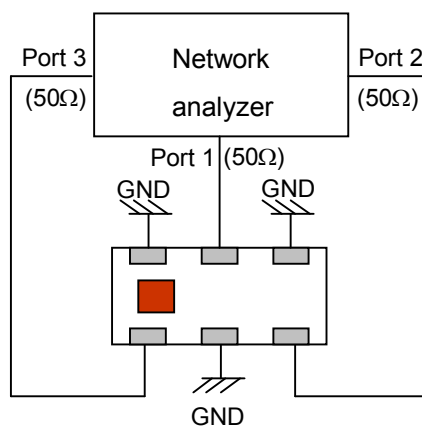 Port 3
Network
analyzer
Port 2
(50Ω)
(50Ω)
Port 1 (50Ω)
GND
GND
GND